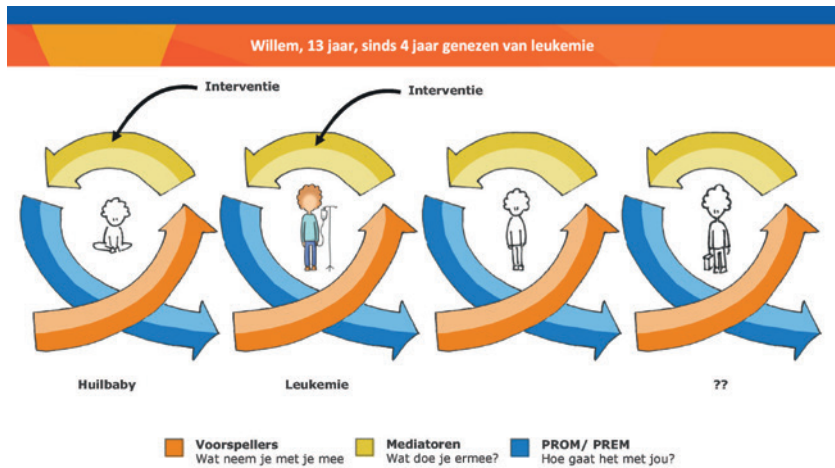 Willem, 13 jaar, sinds 4 jaar genezen van leukemie
Interventie
Interventie
Huilbaby
Leukemie
??
Voorspellers
Wat neem je met je mee
Mediatoren
Wat doe je ermee?
PROM/ PREM
Hoe gaat het met jou?